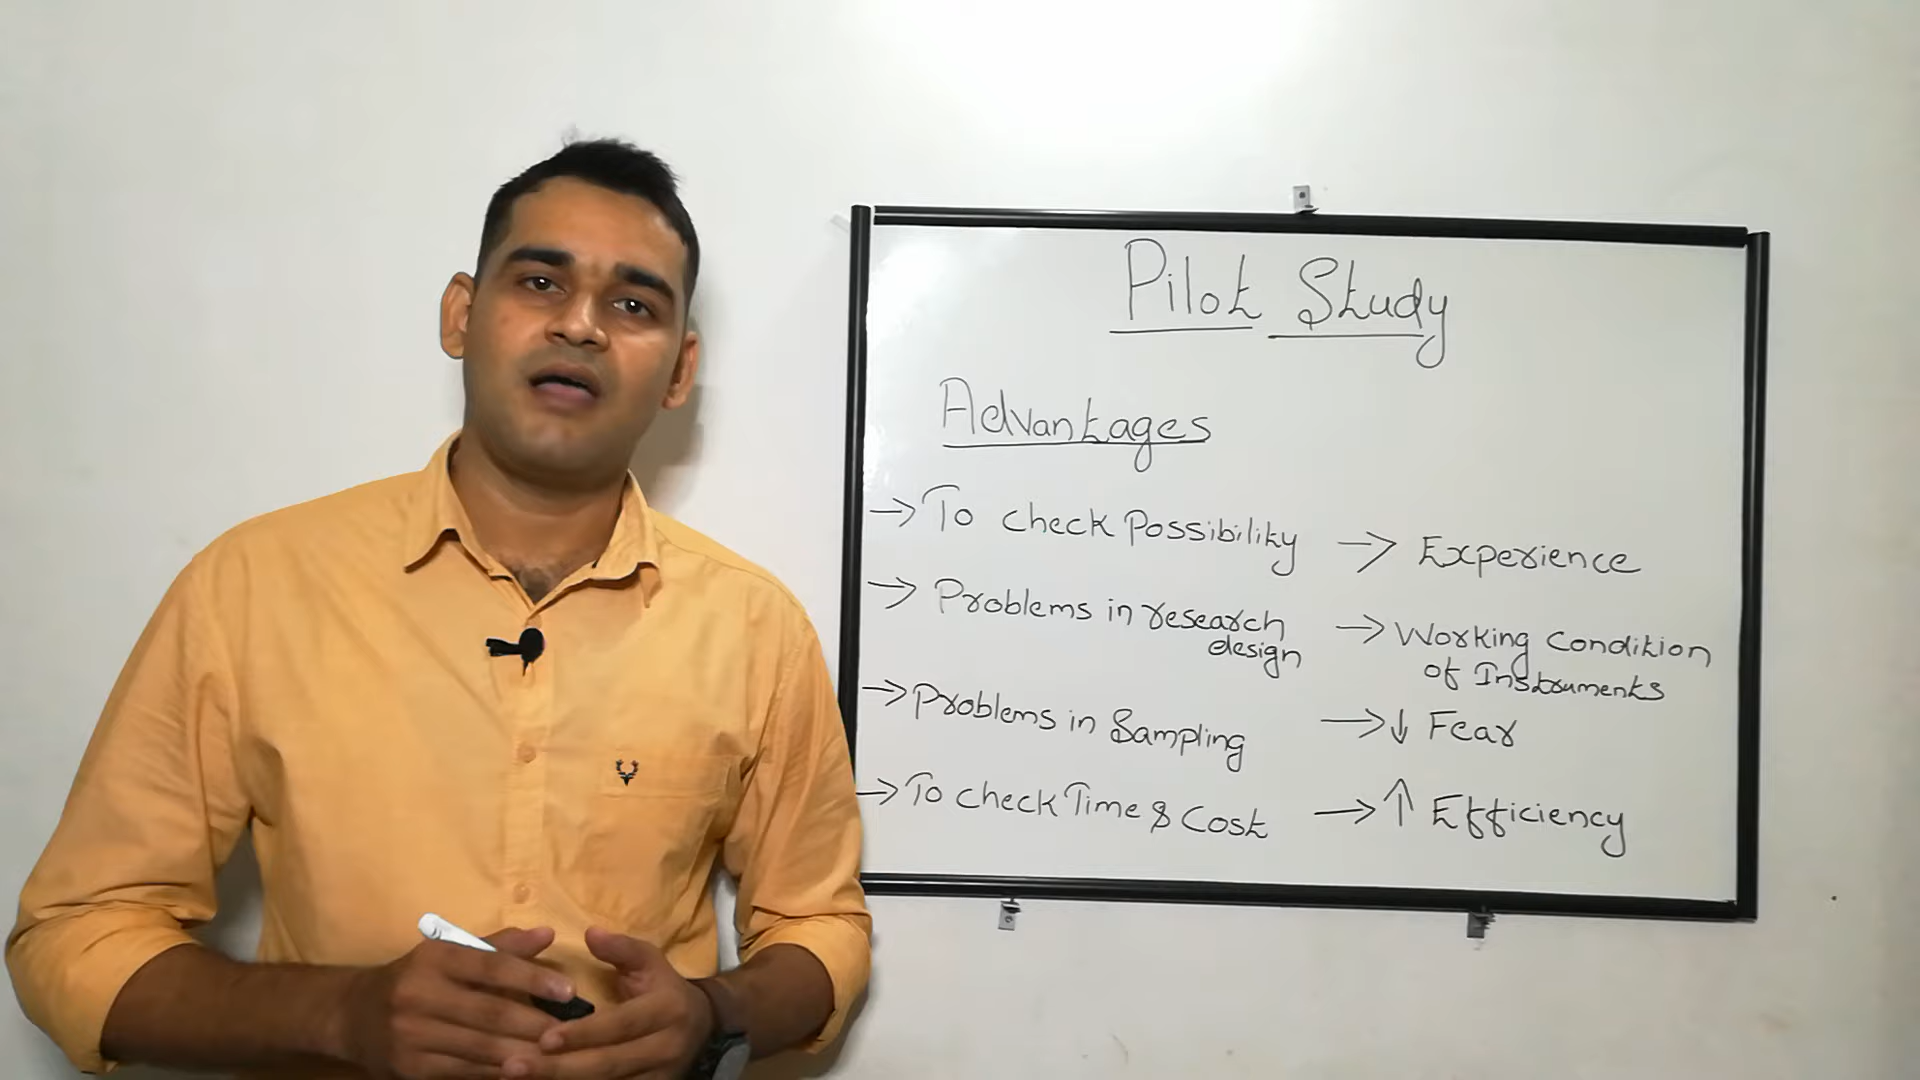 Pilot Study
Advantages
→ To check Possibility
→ Problems in research
design
→ Problems in Sampling
→ To check Time & Cost
→ Experience
→ Working Condition
of Instruments
→ ↓ Fear
→ ↑ Efficiency